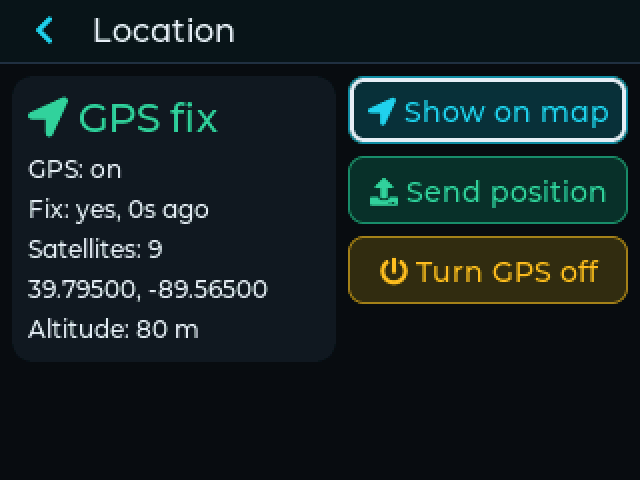 Location
GPS fix
GPS: on
Fix: yes, 0s ago
Satellites: 9
39.79500, -89.56500
Altitude: 80 m
Show on map
Send position
Turn GPS off